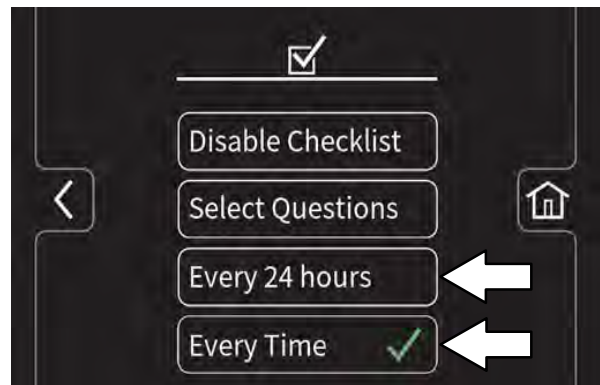 Disable Checklist
Select Questions
Every 24 hours
Every Time